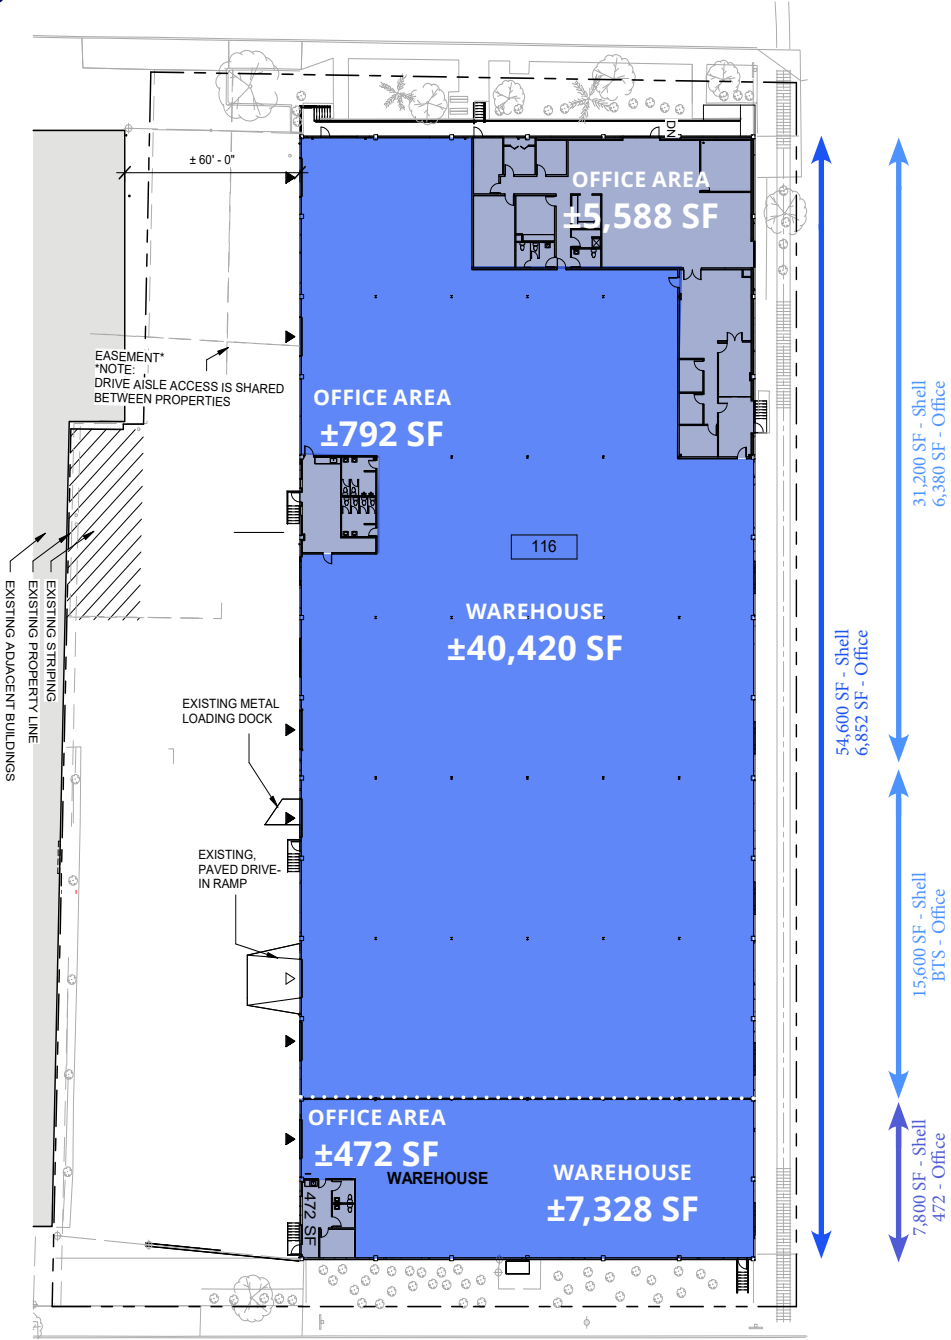 DN
± 60' - 0"
OFFICE AREA
±5,588 SF
EASEMENT*
*NOTE:
DRIVE AISLE ACCESS IS SHARED
BETWEEN PROPERTIES
OFFICE AREA
±792 SF
31,200 SF - Shell
6,380 SF - Office
116
EXISTING STRIPING
EXISTING PROPERTY LINE
EXISTING ADJACENT BUILDINGS
WAREHOUSE
±40,420 SF
54,600 SF - Shell
6,852 SF - Office
EXISTING METAL
LOADING DOCK
EXISTING,
PAVED DRIVE-
IN RAMP
15,600 SF - Shell
BTS - Office
OFFICE AREA
±472 SF
WAREHOUSE
WAREHOUSE
±7,328 SF
472 SF
7,800 SF - Shell
472 - Office